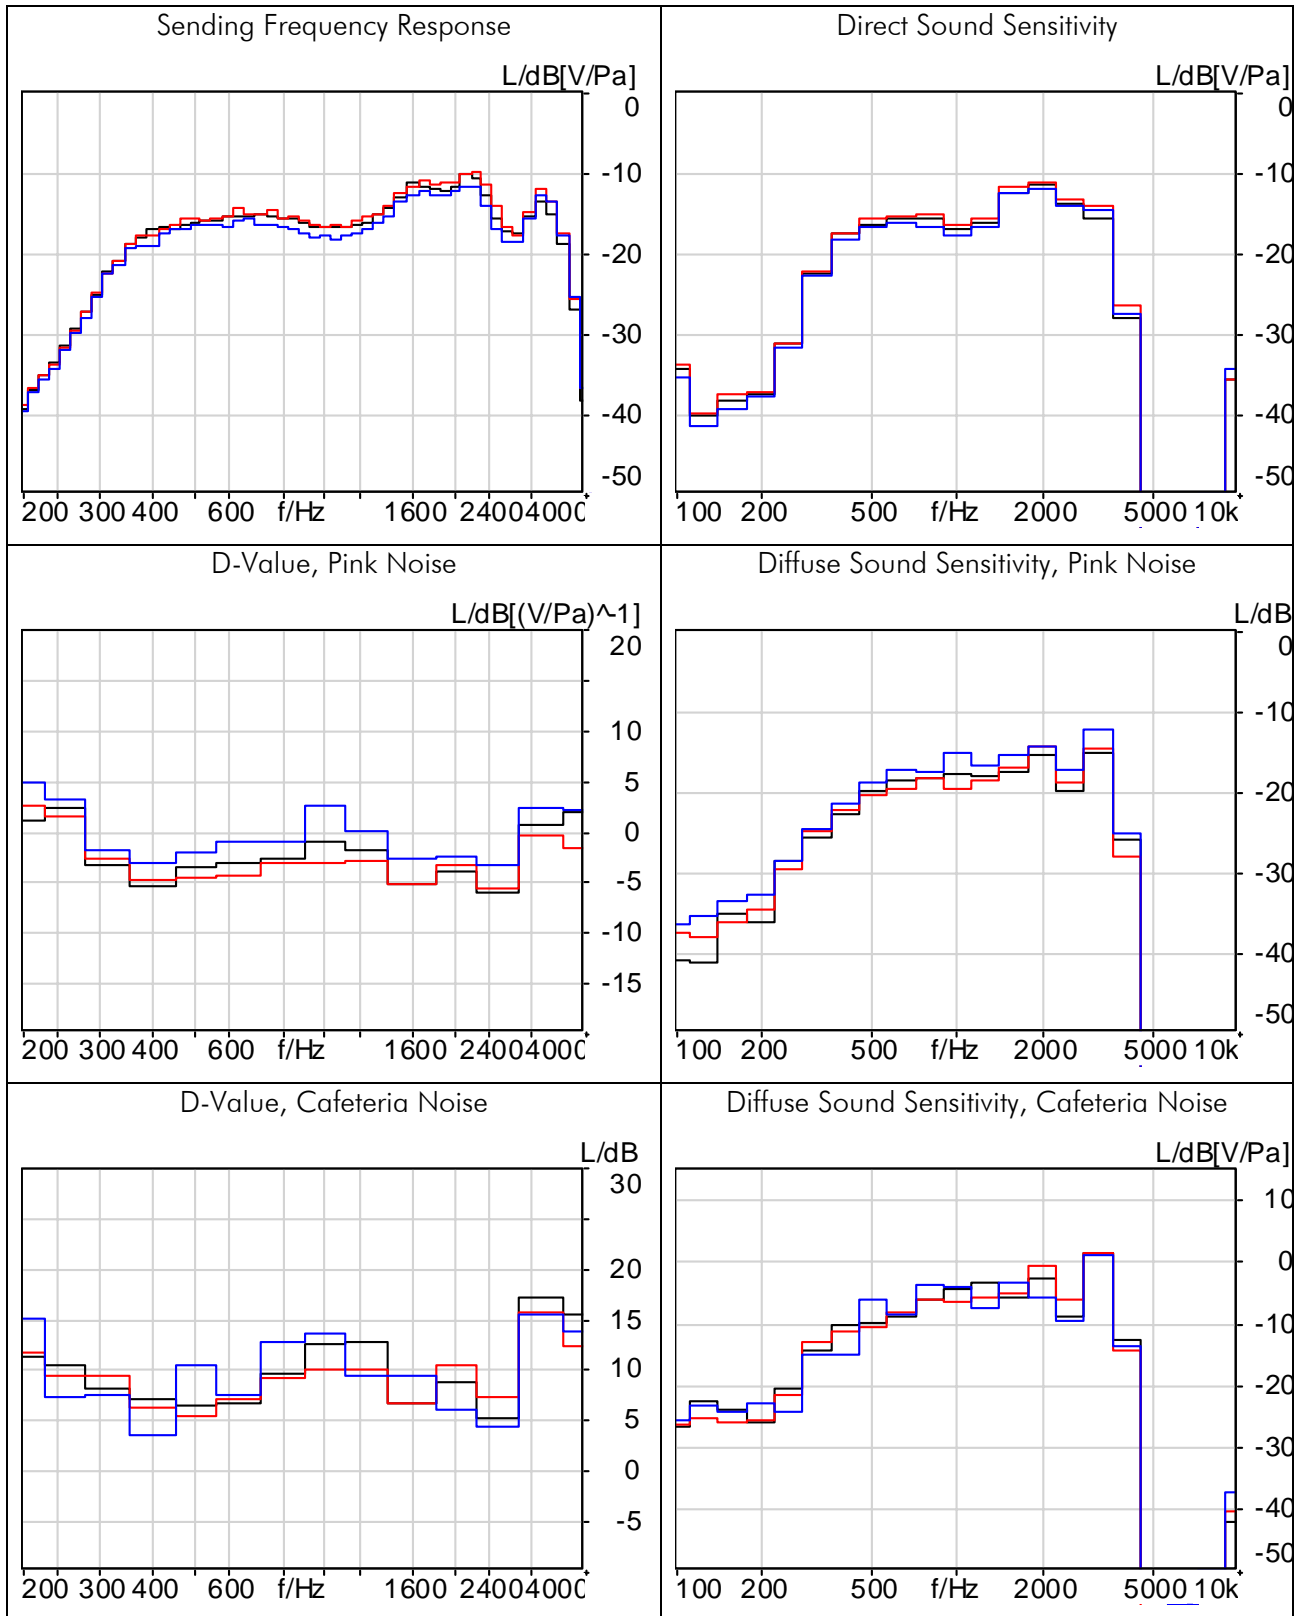 Sending Frequency Response
L/dB[V/Pa]
0
-10
-20
-30
-40
-50
200 300 400 600 f/Hz 1600 2400 4000
Direct Sound Sensitivity
L/dB[V/Pa]
0
-10
-20
-30
-40
-50
100 200 500 f/Hz 2000 5000 10k
D-Value, Pink Noise
L/dB[(V/Pa)^-1]
20
10
5
0
-5
-10
-15
200 300 400 600 f/Hz 1600 2400 4000
Diffuse Sound Sensitivity, Pink Noise
L/dB
0
-10
-20
-30
-40
-50
100 200 500 f/Hz 2000 5000 10k
D-Value, Cafeteria Noise
L/dB
30
20
15
10
5
0
-5
200 300 400 600 f/Hz 1600 2400 4000
Diffuse Sound Sensitivity, Cafeteria Noise
L/dB[V/Pa]
10
0
-10
-20
-30
-40
-50
100 200 500 f/Hz 2000 5000 10k